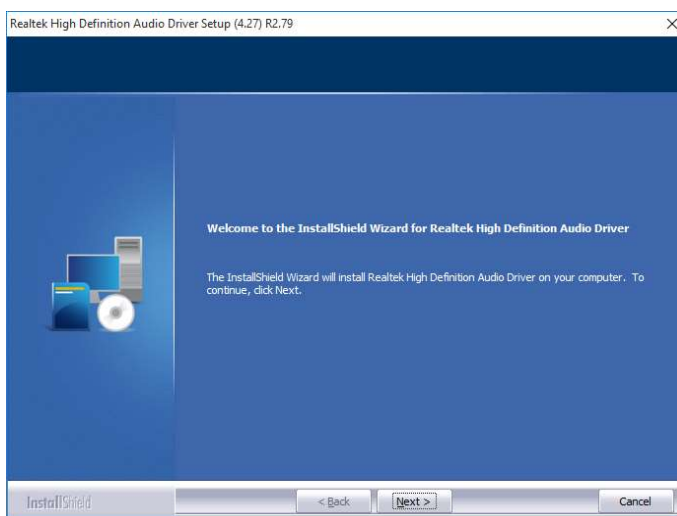 Realtek High Definition Audio Driver Setup (4.27) R2.79
Welcome to the InstallShield Wizard for Realtek High Definition Audio Driver
The InstallShield Wizard will install Realtek High Definition Audio Driver on your computer. To
continue, click Next.
InstallShield
< Back
Next >
Cancel